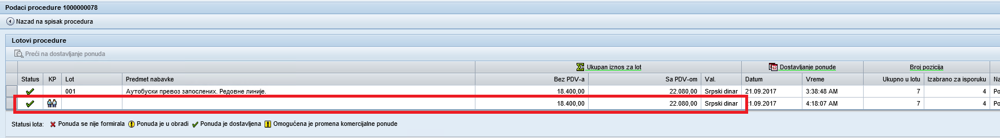 Podaci procedure 1000000078
Nazad na spisak procedura
Lotovi procedure
Preći na dostavljanje ponuda
Ukupan iznos za lot Dostavljanje ponude Broj pozicija
Status KP Lot Predmet nabavke Bez PDV-a Sa PDV-om Val. Datum Vreme Ukupno u lotu Izabrano za isporuku Na
001 Аутобуски превоз запослених. Редовне линије. 18.400,00 22.080,00 Srpski dinar 21.09.2017 3:38:48 AM 7 4 Po
18.400,00 22.080,00 Srpski dinar 21.09.2017 4:18:07 AM 7 4 Po
Statusi lota: Ponuda se nije formirala Ponuda je u obradi Ponuda je dostavljena Omogućena je promena komercijalne ponude